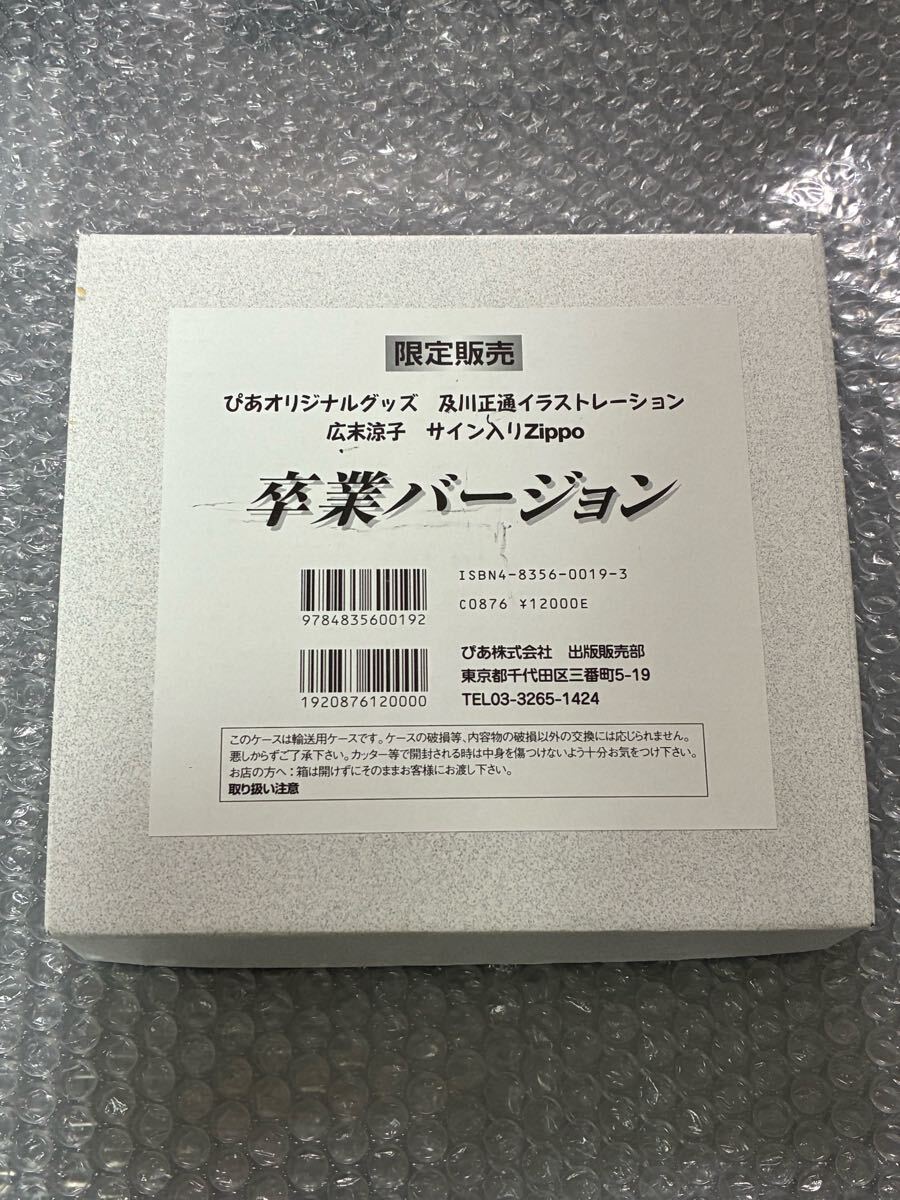 限定販売
ぴあオリジナルグッズ 及川正通イラストレーション
広末涼子 サイン入りZippo
卒業バージョン
ISBN4-8356-0019-3
C0876 ¥12000E
9784835600192
ぴあ株式会社 出版販売部
東京都千代田区三番町5-19
TEL03-3265-1424
1920876120000
このケースは輸送用ケースです。ケースの破損等、内容物の破損以外の交換には応じられません。
悪しからずご了承下さい。カッター等で開封される時は中身を傷つけないよう十分お気をつけ下さい。
お店の方へ：箱は開けずにそのままお客様にお渡し下さい。
取り扱い注意